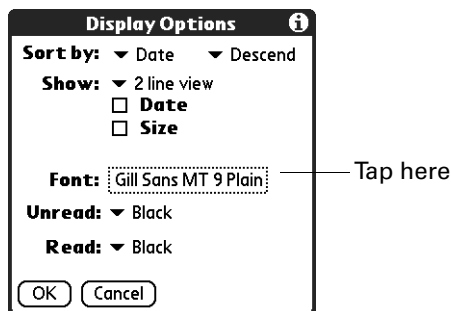 Display Options
Sort by: Date Descend
Show: 2 line view
Date
Size
Font: Gill Sans MT 9 Plain
Tap here
Unread: Black
Read: Black
OK Cancel